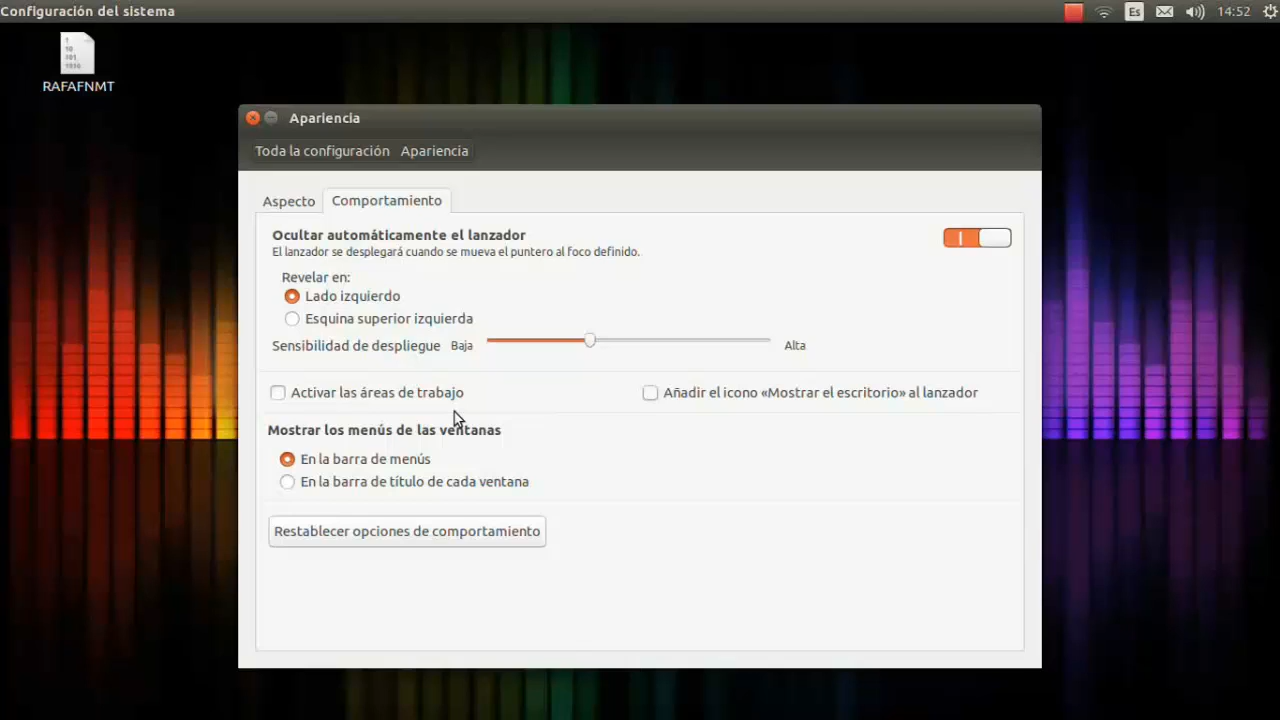 Configuración del sistema
Es
14:52
1
10
101
1010
RAFAFNMT
Apariencia
Toda la configuración Apariencia
Aspecto Comportamiento
Ocultar automáticamente el lanzador
El lanzador se desplegará cuando se mueva el puntero al foco definido.
Revelar en:
Lado izquierdo
Esquina superior izquierda
Sensibilidad de despliegue Baja Alta
Activar las áreas de trabajo Añadir el icono «Mostrar el escritorio» al lanzador
Mostrar los menús de las ventanas
En la barra de menús
En la barra de título de cada ventana
Restablecer opciones de comportamiento